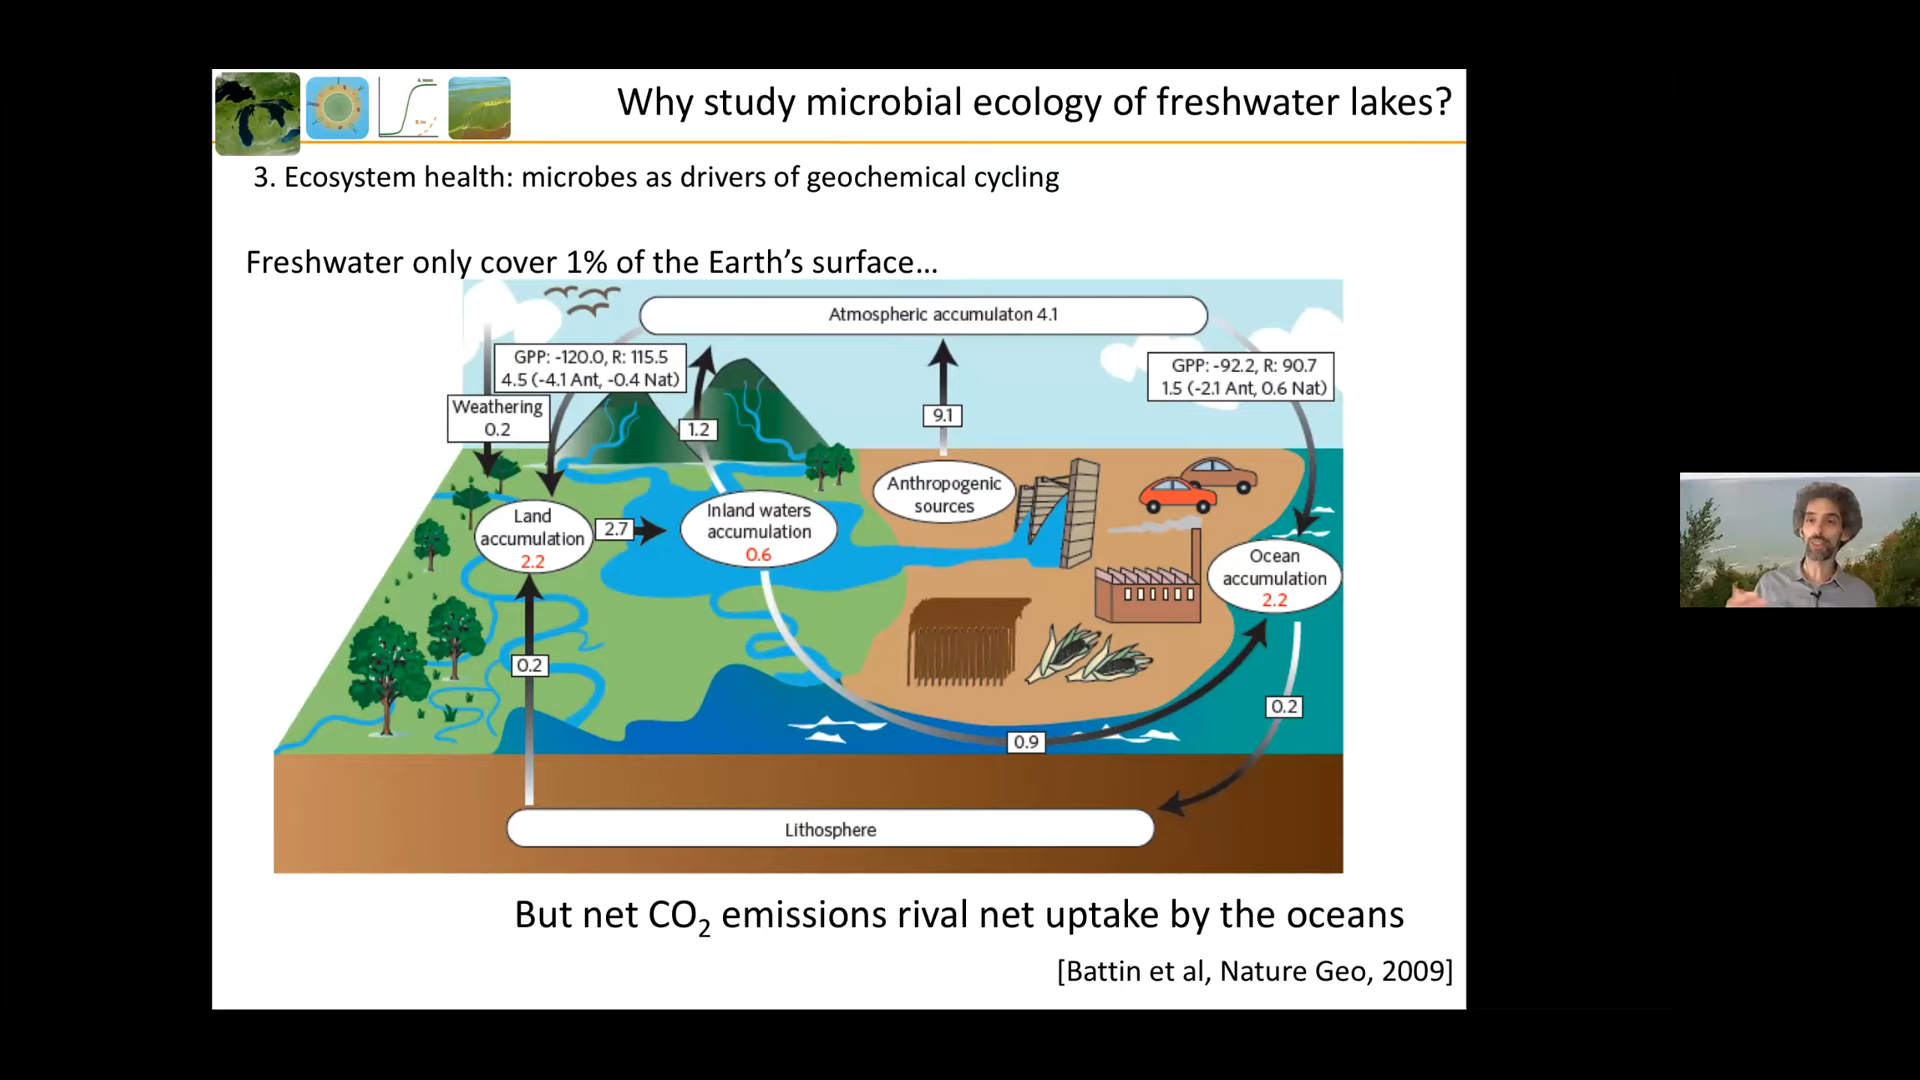 Why study microbial ecology of freshwater lakes?
3. Ecosystem health: microbes as drivers of geochemical cycling
Freshwater only cover 1% of the Earth’s surface…
Atmospheric accumulaton 4.1
GPP: -120.0, R: 115.5
4.5 (-4.1 Ant, -0.4 Nat)
GPP: -92.2, R: 90.7
1.5 (-2.1 Ant, 0.6 Nat)
Weathering
0.2
1.2
9.1
Anthropogenic
sources
Land
accumulation
2.2
2.7
Inland waters
accumulation
0.6
Ocean
accumulation
2.2
0.2
0.2
0.9
Lithosphere
But net CO₂ emissions rival net uptake by the oceans
[Battin et al, Nature Geo, 2009]